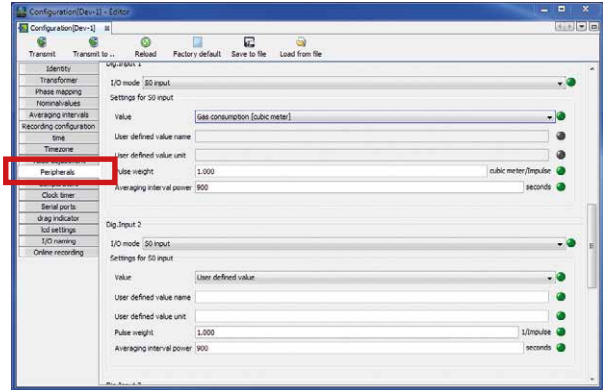 Configuration[Dev-1] - Editor
Configuration[Dev-1]
Transmit Transmit to .. Reload Factory default Save to file Load from file
Identity
Transformer
Phase mapping
Nominalvalues
Averaging intervals
Recording configuration
time
Timezone
Peripherals
Clock timer
Serial ports
drag indicator
lcd settings
I/O naming
Online recording
Dig.Input 1
I/O mode S0 input
Settings for S0 input
Value Gas consumption [cubic meter]
User defined value name
User defined value unit
Pulse weight 1.000 cubic meter/Impulse
Averaging interval power 900 seconds
Dig.Input 2
I/O mode S0 input
Settings for S0 input
Value User defined value
User defined value name
User defined value unit
Pulse weight 1.000 1/Impulse
Averaging interval power 900 seconds